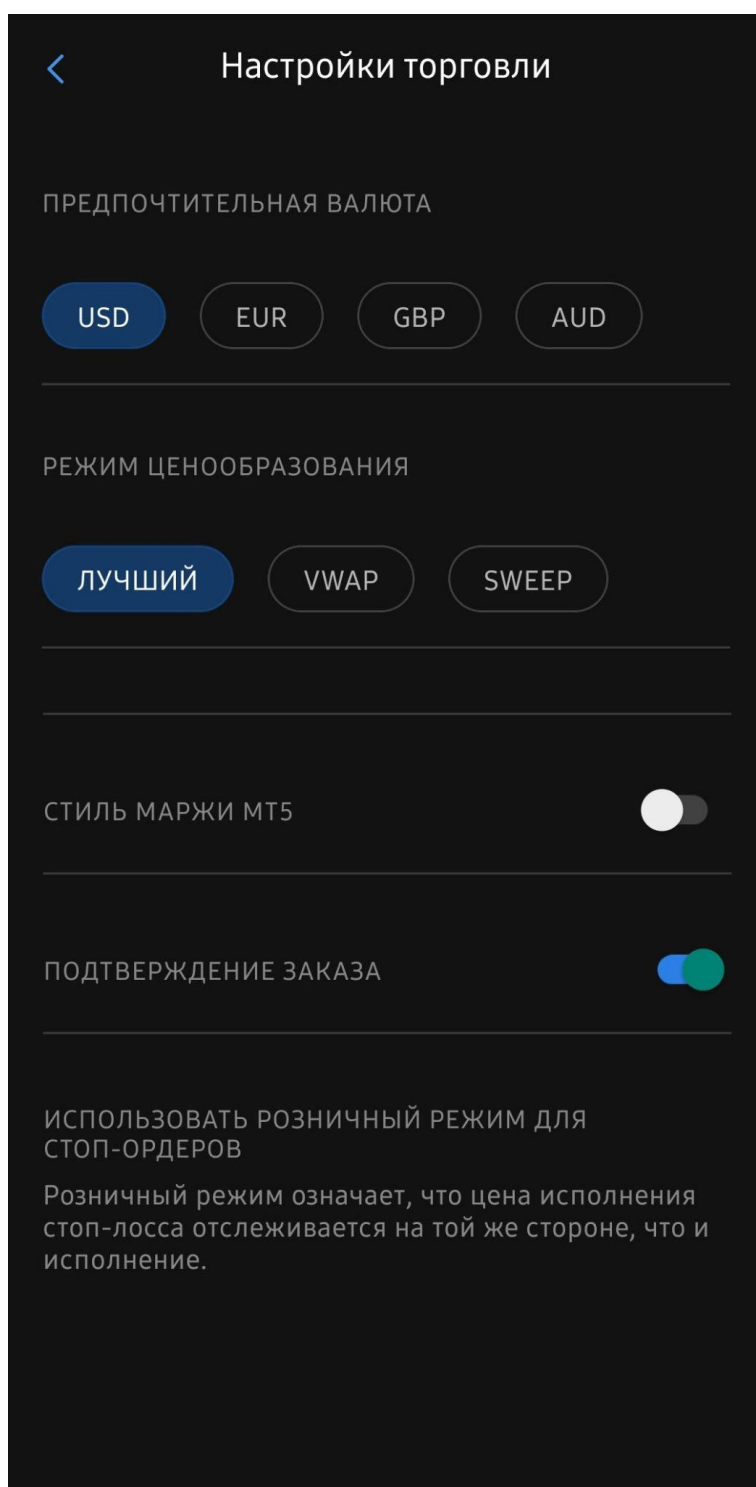 Настройки торговли
ПРЕДПОЧТИТЕЛЬНАЯ ВАЛЮТА
USD EUR GBP AUD
РЕЖИМ ЦЕНООБРАЗОВАНИЯ
ЛУЧШИЙ VWAP SWEEP
СТИЛЬ МАРЖИ МТ5
ПОДТВЕРЖДЕНИЕ ЗАКАЗА
ИСПОЛЬЗОВАТЬ РОЗНИЧНЫЙ РЕЖИМ ДЛЯ
СТОП-ОРДЕРОВ
Розничный режим означает, что цена исполнения
стоп-лосса отслеживается на той же стороне, что и
исполнение.